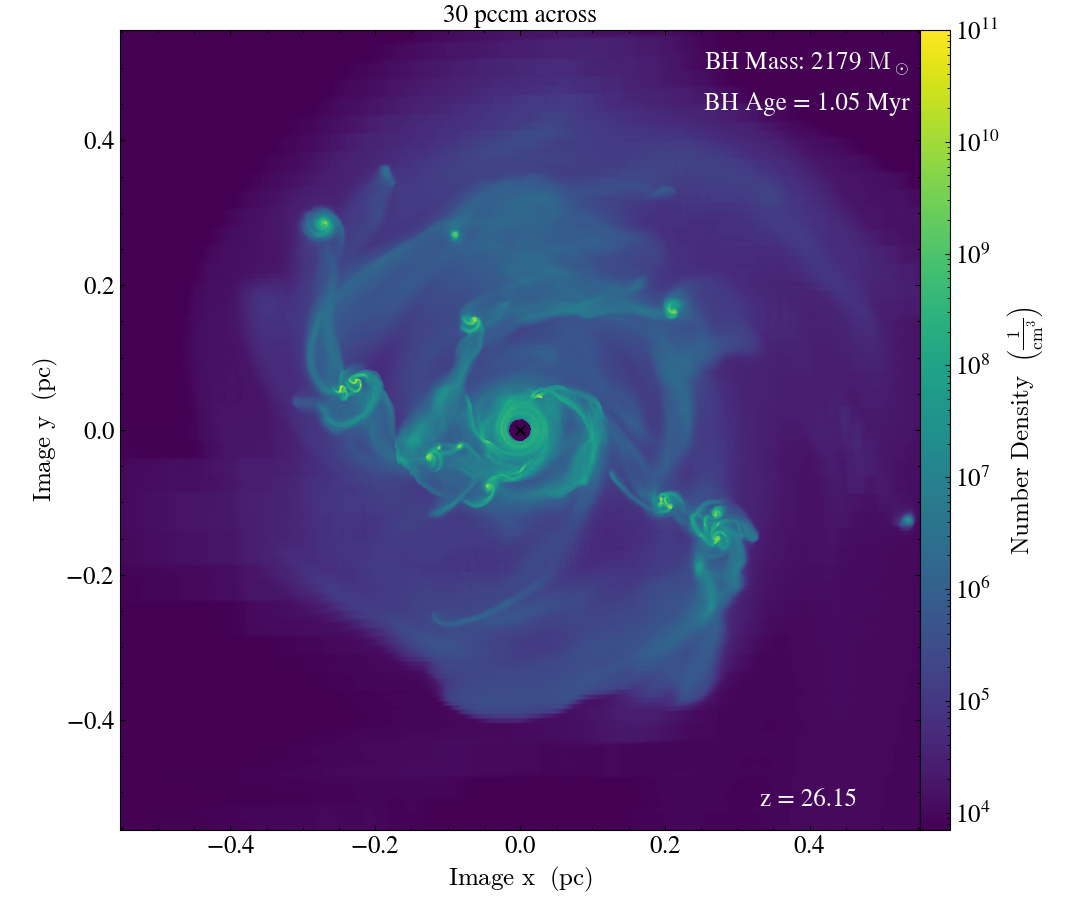 30 pccm across
BH Mass: 2179 M⊙
BH Age = 1.05 Myr
z = 26.15
0.4
0.2
0.0
−0.2
−0.4
Image y (pc)
−0.4 −0.2 0.0 0.2 0.4
Image x (pc)
10¹¹
10¹⁰
10⁹
10⁸
10⁷
10⁶
10⁵
10⁴
Number Density (1/cm³)